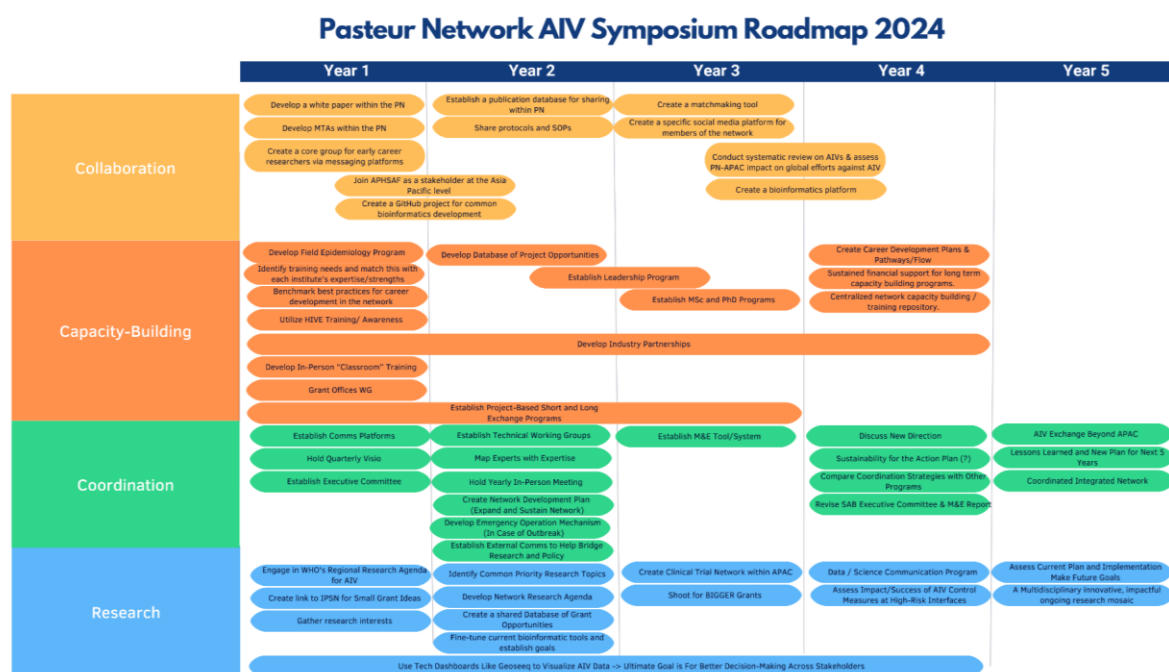 Pasteur Network AIV Symposium Roadmap 2024
Year 1
Year 2
Year 3
Year 4
Year 5
Collaboration
Develop a white paper within the PN
Establish a publication database for sharing
within PN
Create a matchmaking tool
Develop MTAs within the PN
Share protocols and SOPs
Create a specific social media platform for
members of the network
Create a core group for early career
researchers via messaging platforms
Conduct systematic review on AIVs & assess
PN-APAC impact on global efforts against AIV
Join APHSAF as a stakeholder at the Asia
Pacific level
Create a bioinformatics platform
Create a GitHub project for common
bioinformatics development
Capacity-Building
Develop Field Epidemiology Program
Develop Database of Project Opportunities
Create Career Development Plans &
Pathways/Flow
Identify training needs and match this with
each institute's expertise/strengths
Establish Leadership Program
Sustained financial support for long term
capacity building programs.
Benchmark best practices for career
development in the network
Establish MSc and PhD Programs
Centralized network capacity building /
training repository.
Utilize HIVE Training/ Awareness
Develop Industry Partnerships
Develop In-Person "Classroom" Training
Grant Offices WG
Establish Project-Based Short and Long
Exchange Programs
Coordination
Establish Comms Platforms
Establish Technical Working Groups
Establish M&E Tool/System
Discuss New Direction
AIV Exchange Beyond APAC
Hold Quarterly Visio
Map Experts with Expertise
Sustainability for the Action Plan (?)
Lessons Learned and New Plan for Next 5
Years
Establish Executive Committee
Hold Yearly In-Person Meeting
Compare Coordination Strategies with Other
Programs
Coordinated Integrated Network
Create Network Development Plan
(Expand and Sustain Network)
Revise SAB Executive Committee & M&E Report
Develop Emergency Operation Mechanism
(In Case of Outbreak)
Establish External Comms to Help Bridge
Research and Policy
Research
Engage in WHO's Regional Research Agenda
for AIV
Identify Common Priority Research Topics
Create Clinical Trial Network within APAC
Data / Science Communication Program
Assess Current Plan and Implementation
Make Future Goals
Create link to IPSN for Small Grant Ideas
Develop Network Research Agenda
Shoot for BIGGER Grants
Assess Impact/Success of AIV Control
Measures at High-Risk Interfaces
A Multidisciplinary innovative, impactful
ongoing research mosaic
Gather research interests
Create a shared Database of Grant
Opportunities
Fine-tune current bioinformatic tools and
establish goals
Use Tech Dashboards Like Geoseeq to Visualize AIV Data -> Ultimate Goal is For Better Decision-Making Across Stakeholders